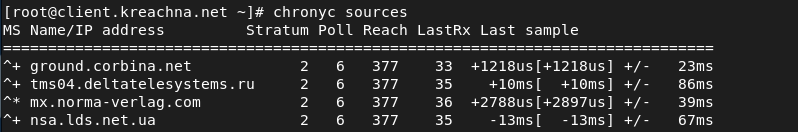 [root@client.kreachna.net ~]# chronyc sources
MS Name/IP address         Stratum Poll Reach LastRx Last sample
===============================================================================
^+ ground.corbina.net            2   6   377    33  +1218us[+1218us] +/-   23ms
^+ tms04.deltatelesystems.ru     2   6   377    35    +10ms[  +10ms] +/-   86ms
^* mx.norma-verlag.com           2   6   377    36  +2788us[+2897us] +/-   39ms
^+ nsa.lds.net.ua                2   6   377    35    -13ms[  -13ms] +/-   67ms